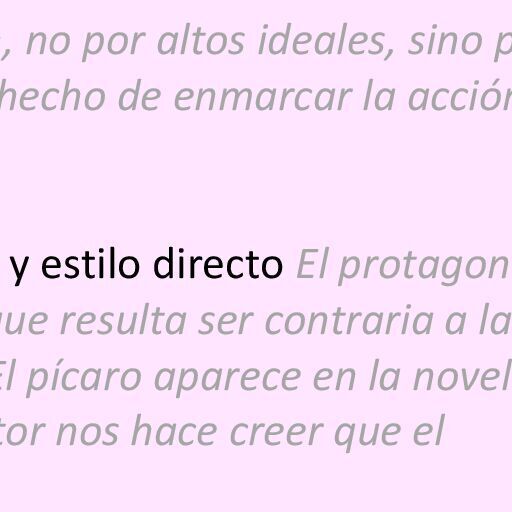 , no por altos ideales, sino p
hecho de enmarcar la acción
y estilo directo El protagon
ue resulta ser contraria a la
El pícaro aparece en la novel
tor nos hace creer que el